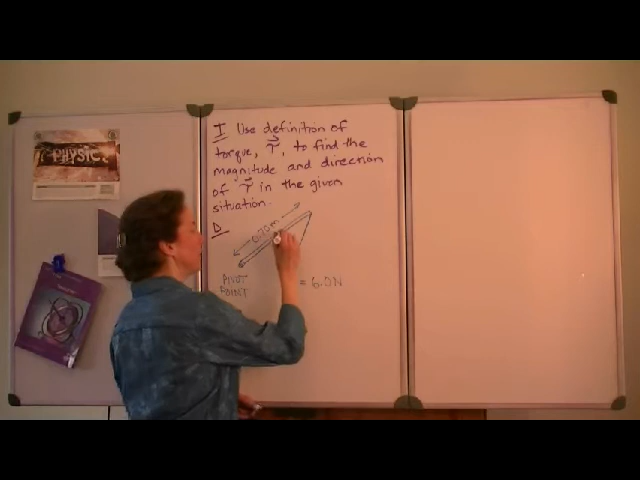 I. Use definition of
torque, τ⃗, to find the
magnitude and direction
of τ⃗ in the given
situation.
D
PIVOT
POINT
= 6.0N
PHYSICS